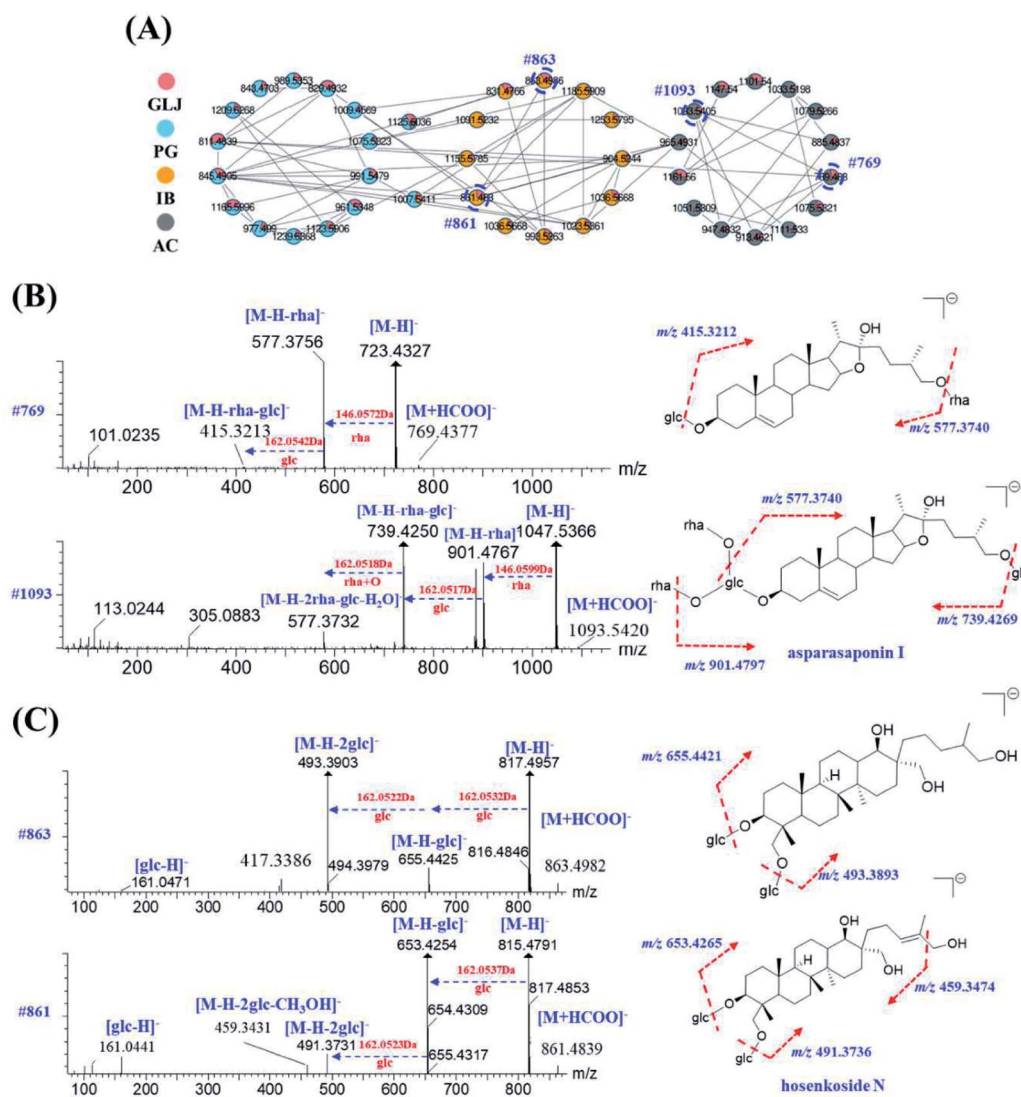 (A)
GLJ
PG
IB
AC
#863
#1093
#769
#861
989.5353
843.4703
829.4932
1209.6268
1009.4569
1125.6036
811.4839
1075.5323
845.4905
991.5479
1165.5996
961.5348
1007.5411
977.499
1239.6368
1123.5906
831.4766
863.4986
1185.5909
1091.5232
1253.5795
1155.5785
904.5244
861.483
1036.5668
1036.5668
1023.5361
993.5263
965.4931
1093.5405
1147.54
1101.54
1033.5198
1079.5266
885.4837
1161.56
769.438
1051.5309
1075.5321
947.4832
913.4621
1111.533
(B)
[M-H-rha]⁻
577.3756
[M-H]⁻
723.4327
[M-H-rha-glc]⁻
415.3213
146.0572Da
rha
162.0542Da
glc
[M+HCOO]⁻
769.4377
#769
101.0235
200 400 600 800 1000
m/z
m/z 415.3212
OH
O
O
rha
glc
O
m/z 577.3740
[M-H-rha-glc]⁻
739.4250
[M-H-rha]⁻
901.4767
[M-H]⁻
1047.5366
162.0518Da
rha+O
162.0517Da
glc
146.0599Da
rha
[M-H-2rha-glc-H₂O]⁻
577.3732
[M+HCOO]⁻
1093.5420
#1093
113.0244
305.0883
200 400 600 800 1000
m/z
m/z 577.3740
rha
O
rha
O
glc
O
OH
O
O
m/z 739.4269
m/z 901.4797
asparasaponin I
(C)
[M-H-2glc]⁻
493.3903
[M-H]⁻
817.4957
162.0522Da
glc
162.0532Da
glc
[M+HCOO]⁻
863.4982
#863
[glc-H]⁻
161.0471
417.3386
494.3979
[M-H-glc]⁻
655.4425
816.4846
100 200 300 400 500 600 700 800
m/z
m/z 655.4421
OH
OH
OH
H
glc
O
O
glc
m/z 493.3893
[M-H-glc]⁻
653.4254
[M-H]⁻
815.4791
162.0537Da
glc
817.4853
[M+HCOO]⁻
861.4839
#861
[M-H-2glc-CH₃OH]⁻
459.3431
[M-H-2glc]⁻
491.3731
654.4309
[glc-H]⁻
161.0441
162.0523Da
glc
655.4317
100 200 300 400 500 600 700 800
m/z
m/z 653.4265
OH
OH
OH
H
m/z 459.3474
glc
O
O
glc
m/z 491.3736
hosenkoside N